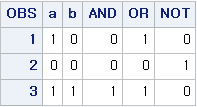 OBS a b AND OR NOT
1 1 0 0 1 0
2 0 0 0 0 1
3 1 1 1 1 0